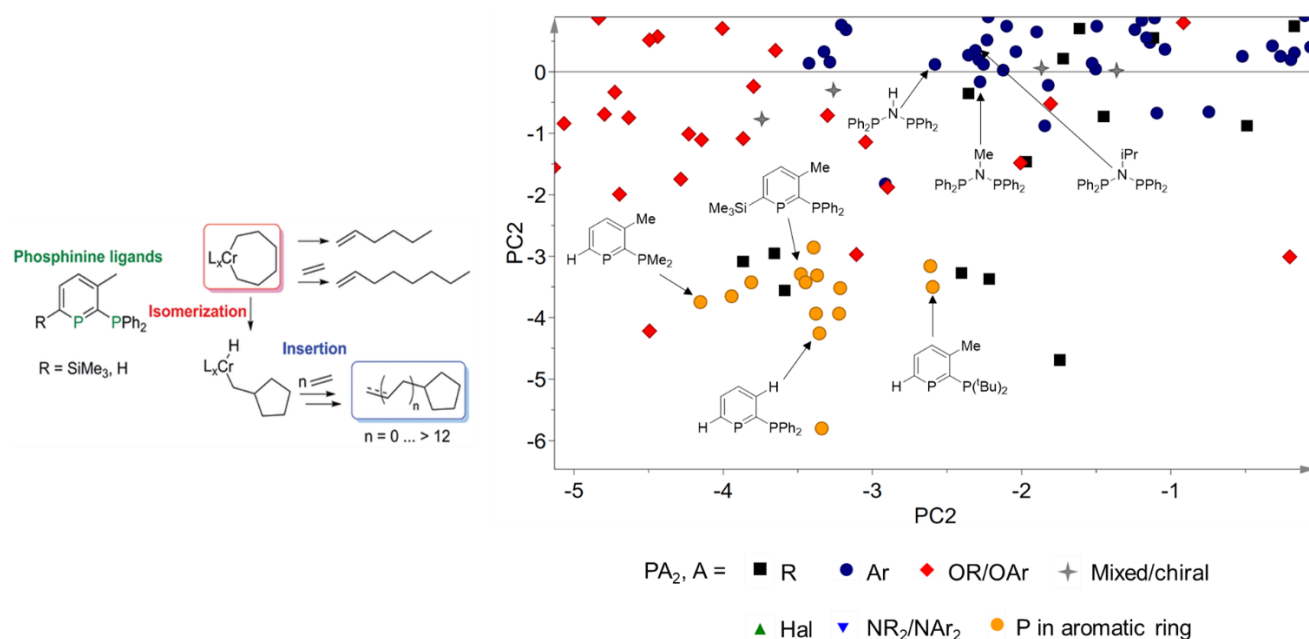 Phosphinine ligands
R
P
P
PPh2
R = SiMe3, H
LxCr
Isomerization
H
LxCr
Insertion
n
n
n = 0 ... > 12
PC2
0
-1
-2
-3
-4
-5
-6
-5
-4
-3
-2
-1
PC2
H
N
Ph2P PPh2
Me
N
Ph2P PPh2
iPr
N
Ph2P PPh2
Me
Me3Si P PPh2
Me
H P PMe2
H
H P PPh2
Me
H P P(tBu)2
PA2, A = R Ar OR/OAr Mixed/chiral
Hal NR2/NAr2 P in aromatic ring